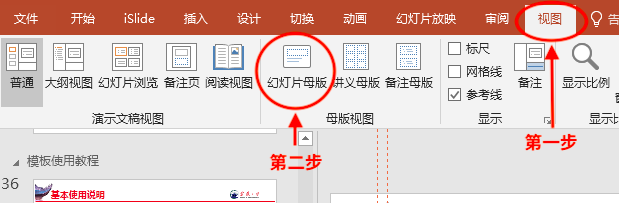 文件 开始 iSlide 插入 设计 切换 动画 幻灯片放映 审阅 视图 告
普通 大纲视图 幻灯片浏览 备注页 阅读视图 幻灯片母版 讲义母版 备注母版 标尺 网格线 参考线 备注 显示比例
演示文稿视图 母版视图 显示 显示比
第二步 第一步
模板使用教程
36 基本使用说明